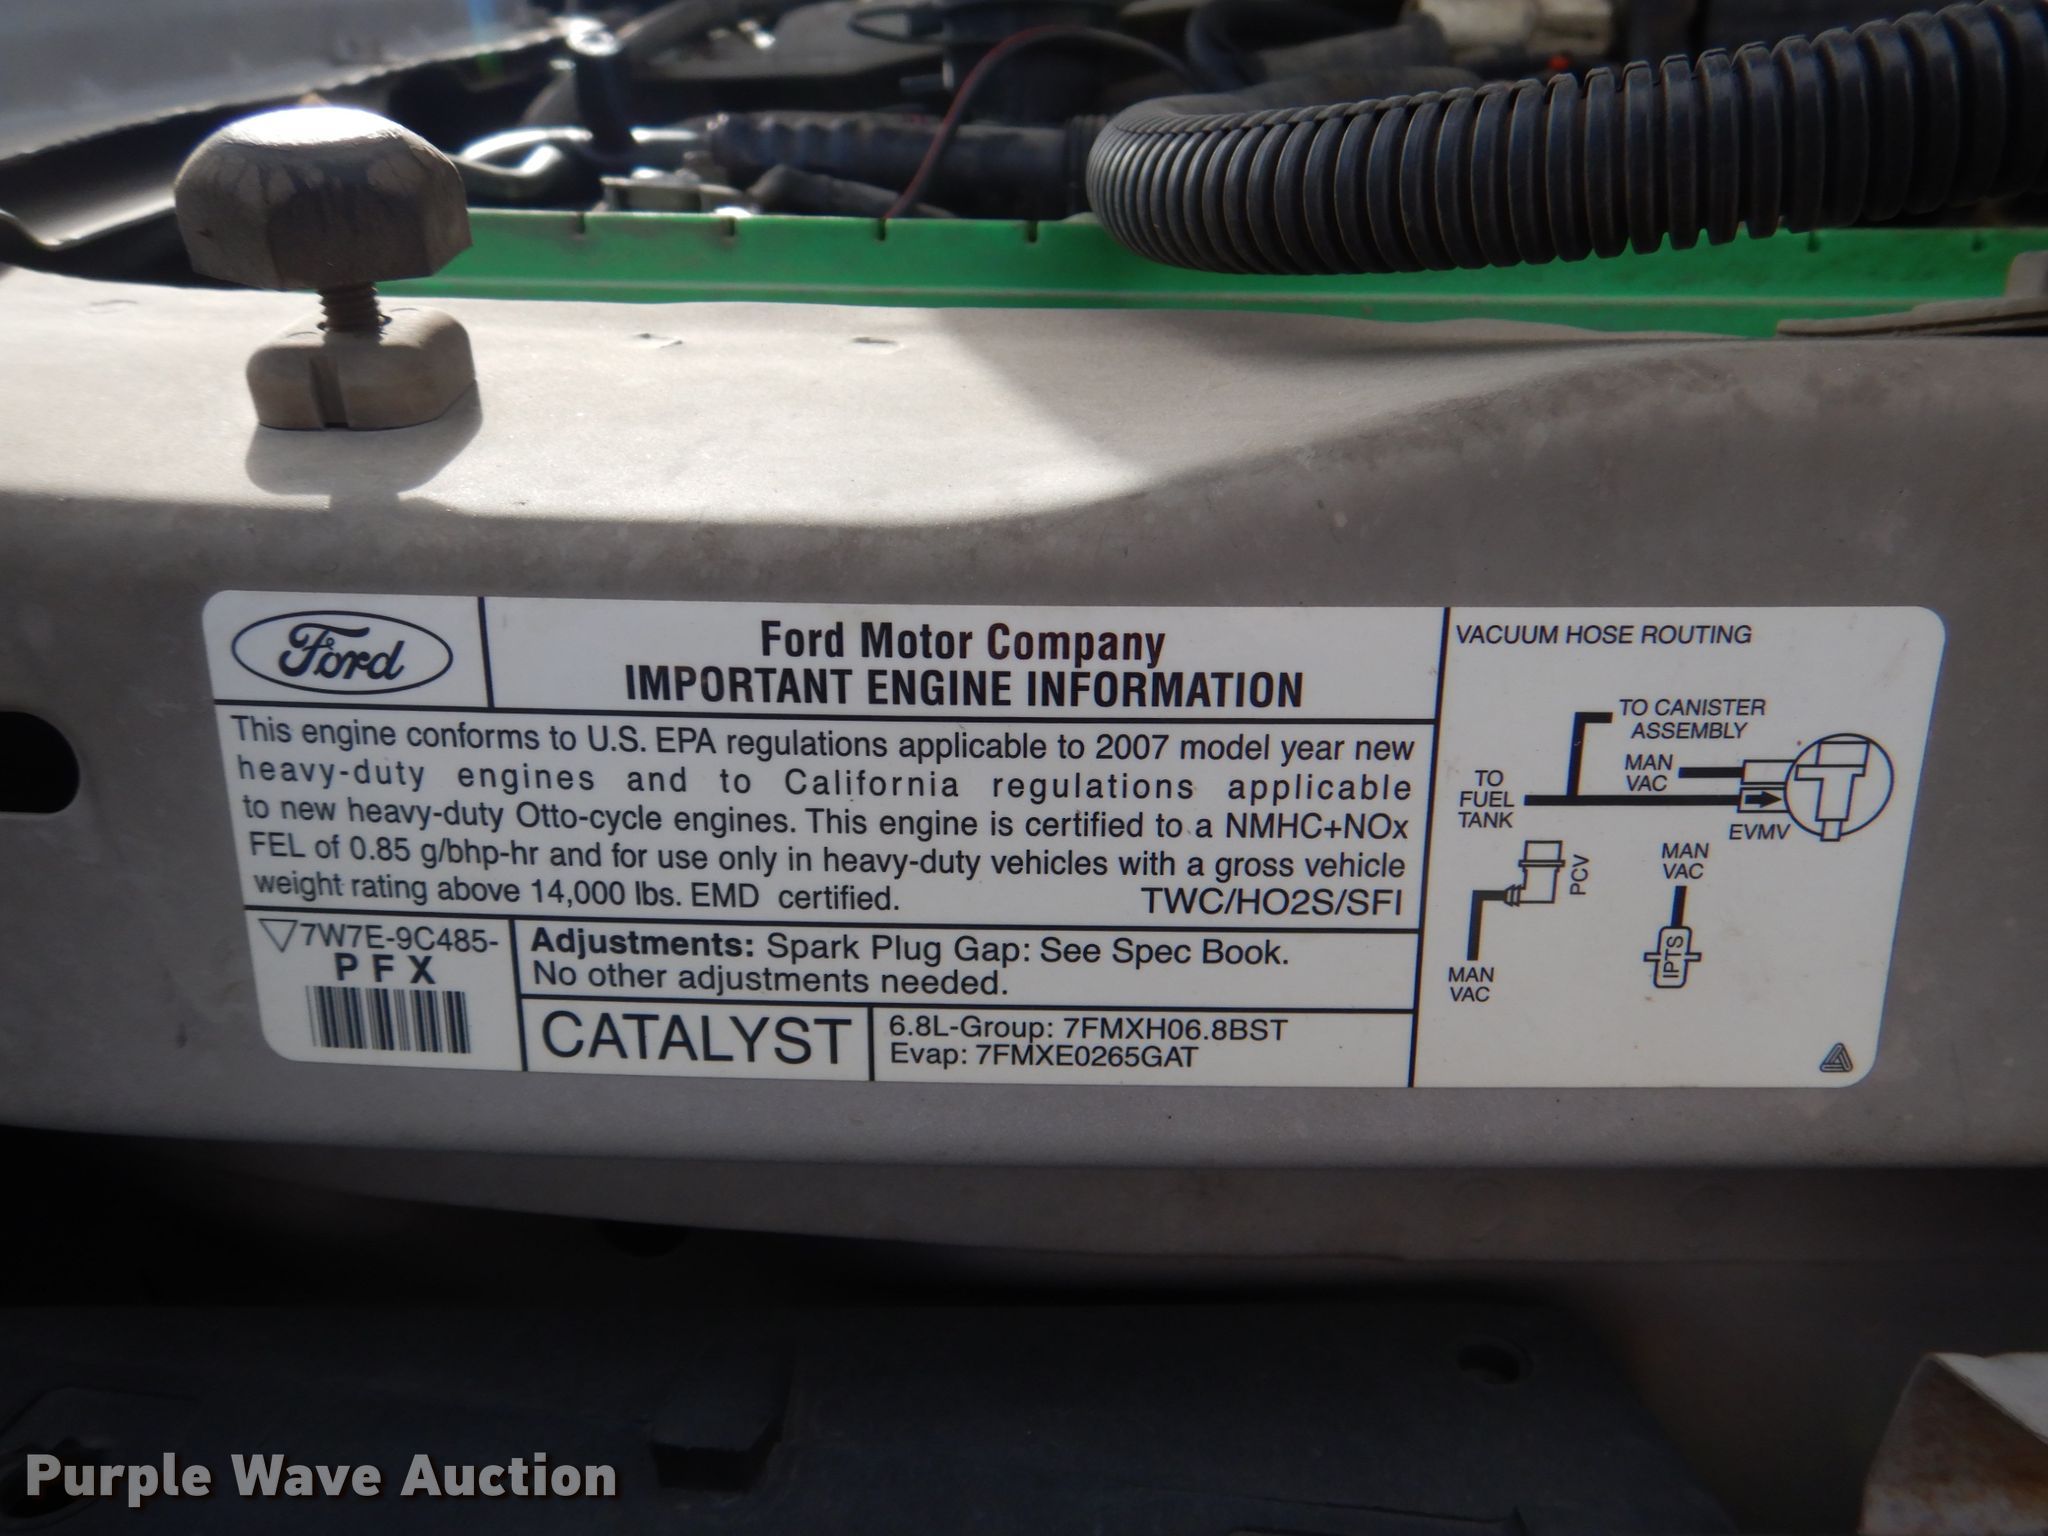 Ford
Ford Motor Company
IMPORTANT ENGINE INFORMATION
This engine conforms to U.S. EPA regulations applicable to 2007 model year new
heavy-duty engines and to California regulations applicable
to new heavy-duty Otto-cycle engines. This engine is certified to a NMHC+NOx
FEL of 0.85 g/bhp-hr and for use only in heavy-duty vehicles with a gross vehicle
weight rating above 14,000 lbs. EMD certified. TWC/HO2S/SFI
7W7E-9C485-
PFX
Adjustments: Spark Plug Gap: See Spec Book.
No other adjustments needed.
CATALYST
6.8L-Group: 7FMXH06.8BST
Evap: 7FMXE0265GAT
VACUUM HOSE ROUTING
TO CANISTER
ASSEMBLY
MAN
VAC
TO
FUEL
TANK
EVMV
PCV
MAN
VAC
MAN
VAC
IPTS
Purple Wave Auction